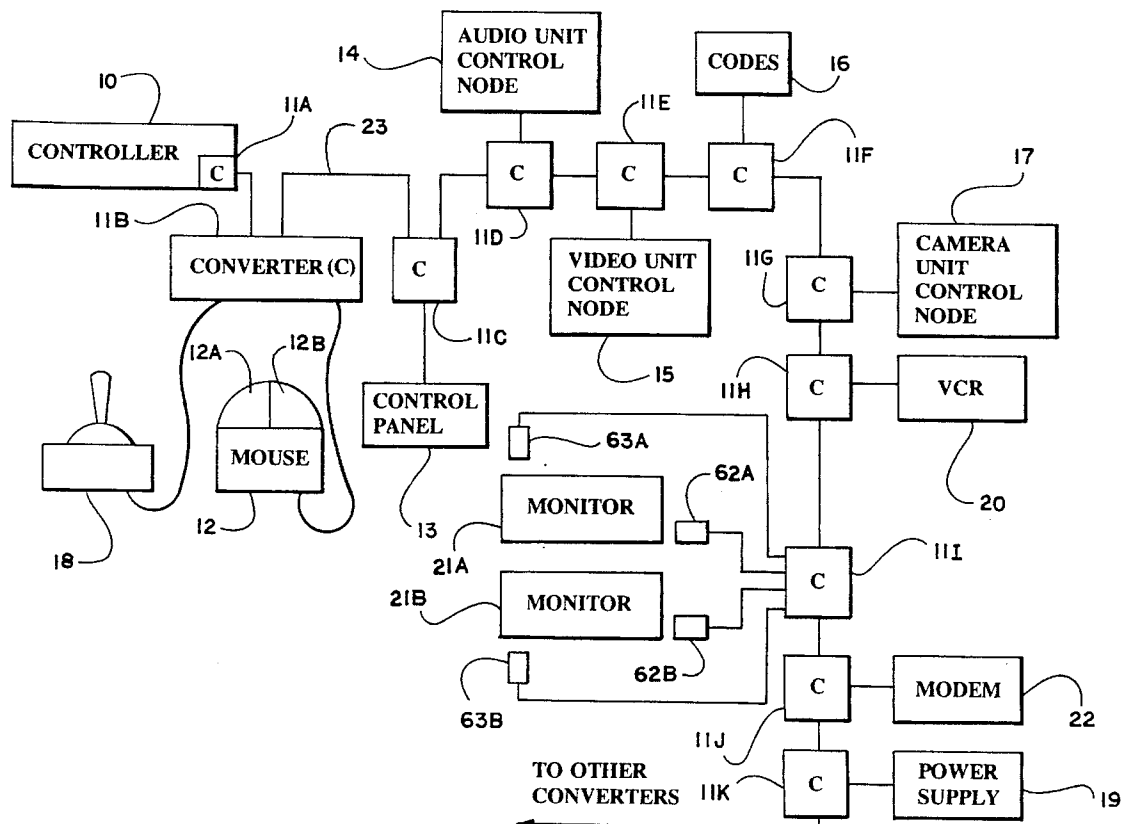 AUDIO UNIT
CONTROL
NODE
14
CODES
16
10
11A
11E
CONTROLLER
C
23
C
C
C
11F
17
11B
11D
CONVERTER (C)
C
VIDEO UNIT
CONTROL
NODE
11G
C
CAMERA
UNIT
CONTROL
NODE
11C
12A
12B
15
11H
C
VCR
CONTROL
PANEL
63A
MOUSE
62A
MONITOR
20
18
12
13
21A
11I
C
21B
MONITOR
62B
C
MODEM
63B
22
11J
TO OTHER
CONVERTERS
11K
C
POWER
SUPPLY
19